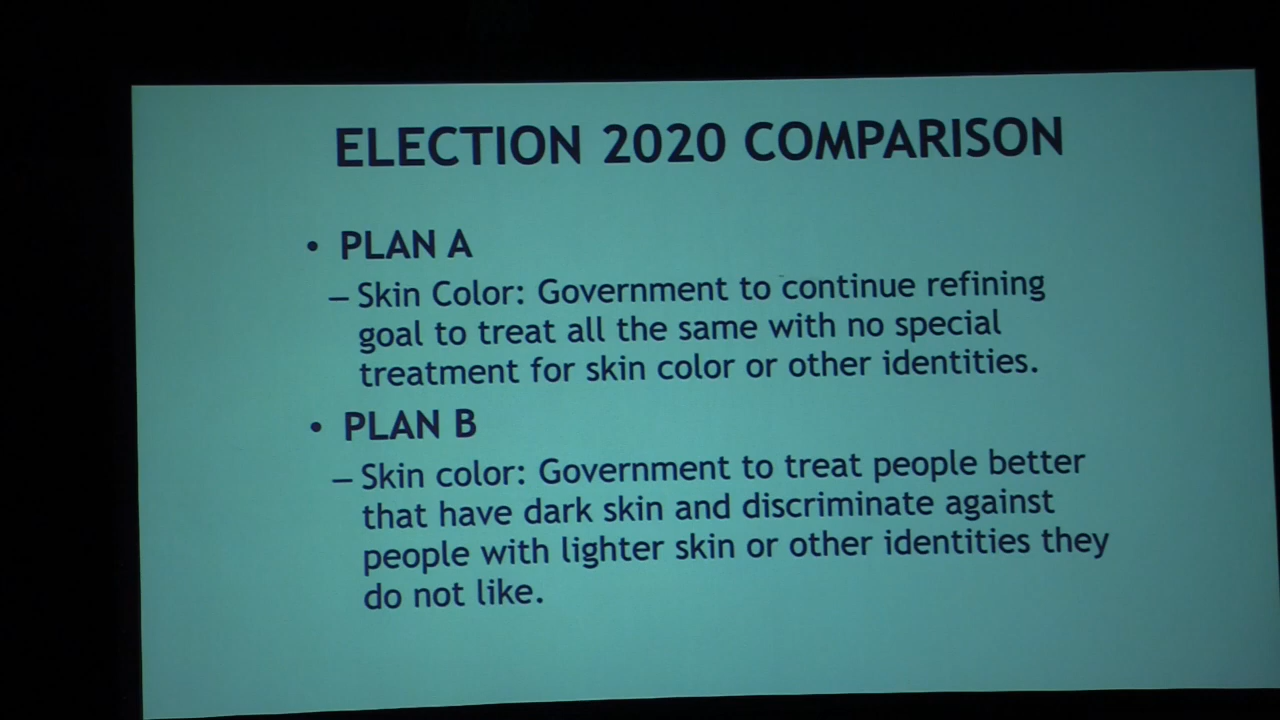 ELECTION 2020 COMPARISON
• PLAN A
– Skin Color: Government to continue refining
goal to treat all the same with no special
treatment for skin color or other identities.
• PLAN B
– Skin color: Government to treat people better
that have dark skin and discriminate against
people with lighter skin or other identities they
do not like.